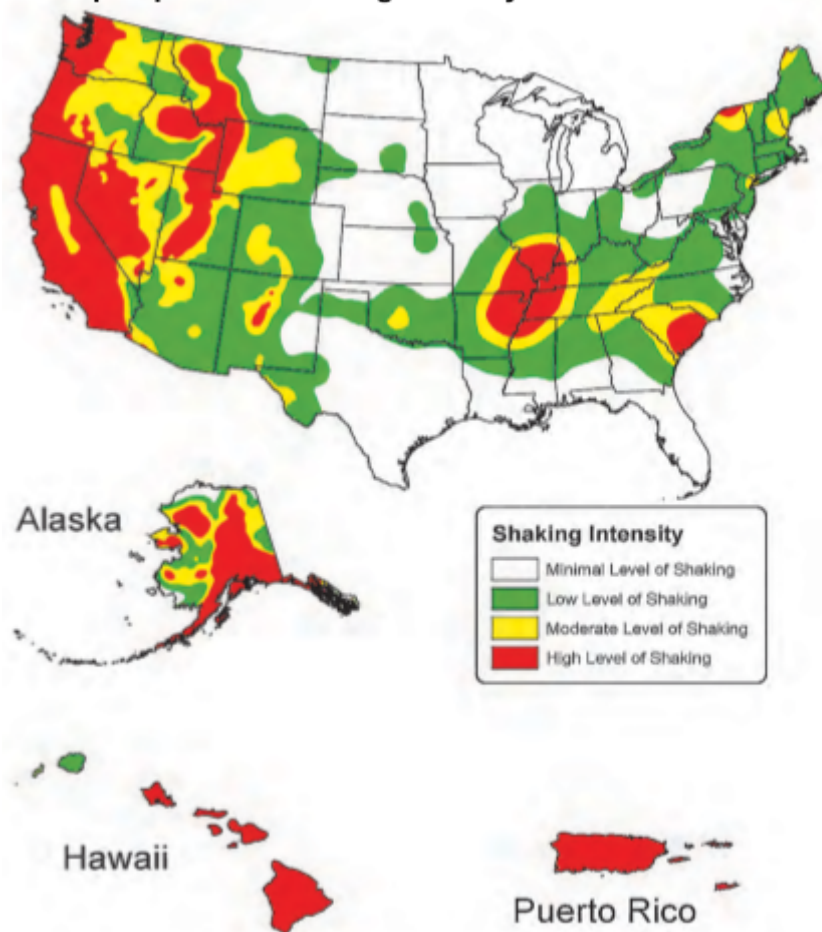 Alaska
Shaking Intensity
Minimal Level of Shaking
Low Level of Shaking
Moderate Level of Shaking
High Level of Shaking
Hawaii
Puerto Rico